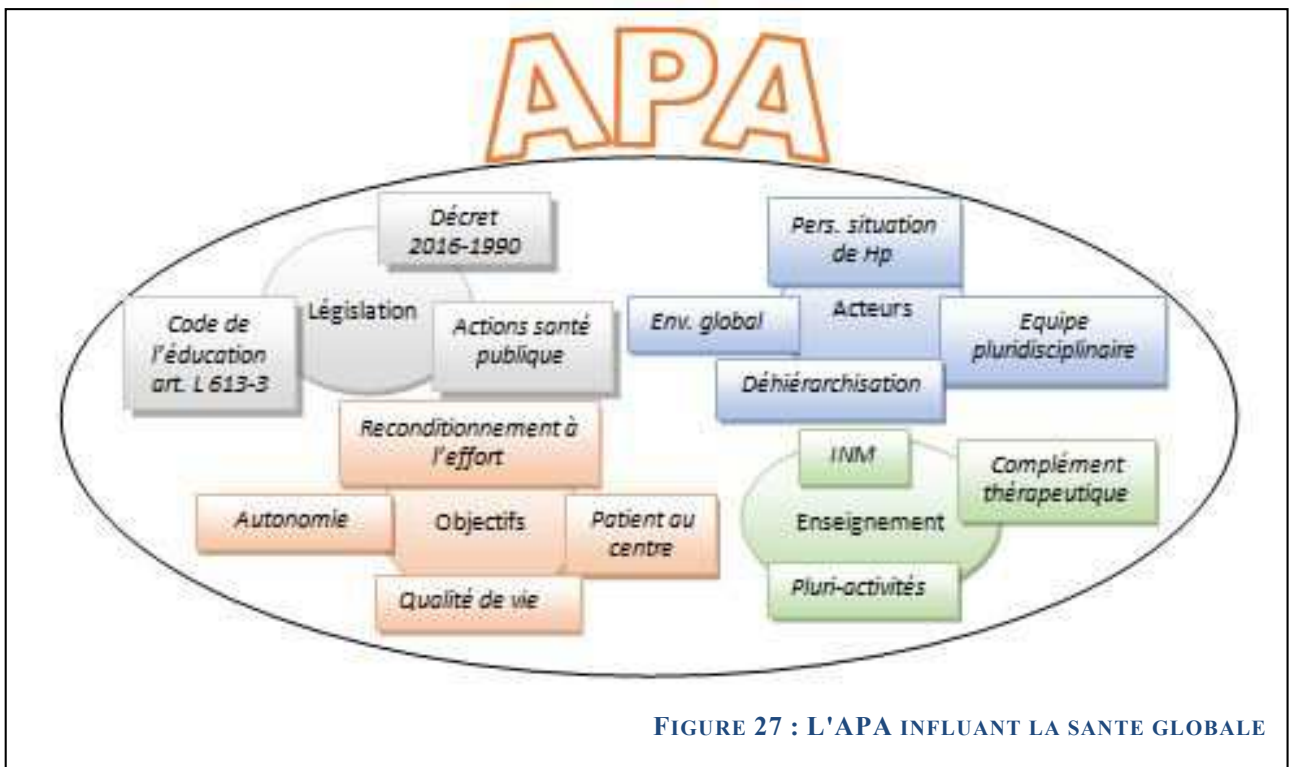 APA
Décret
2016-1990
Législation
Code de
l'éducation
art. L 613-3
Actions santé
publique
Pers. situation
de Hp
Env. global
Acteurs
Equipe
pluridisciplinaire
Déhiérarchisation
Reconditionnement à
l'effort
Autonomie
Objectifs
Patient au
centre
Qualité de vie
INM
Complément
thérapeutique
Enseignement
Pluri-activités
FIGURE 27 : L'APA INFLUANT LA SANTE GLOBALE